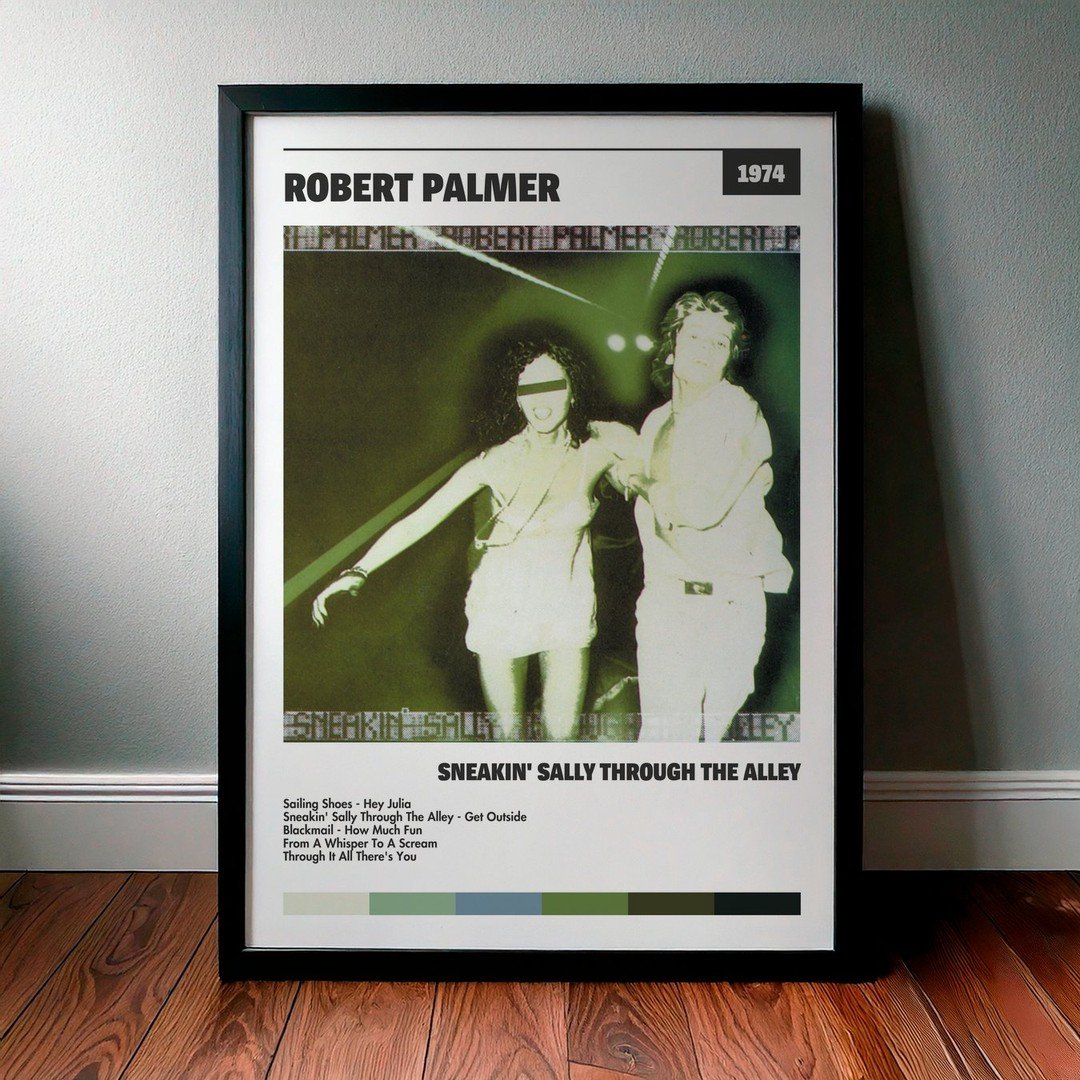 1974
ROBERT PALMER
PALMER ROBERT PALMER ROBERT P
SNEAKIN' SALLY ALLEY
SNEAKIN' SALLY THROUGH THE ALLEY
Sailing Shoes - Hey Julia
Sneakin' Sally Through The Alley - Get Outside
Blackmail - How Much Fun
From A Whisper To A Scream
Through It All There's You